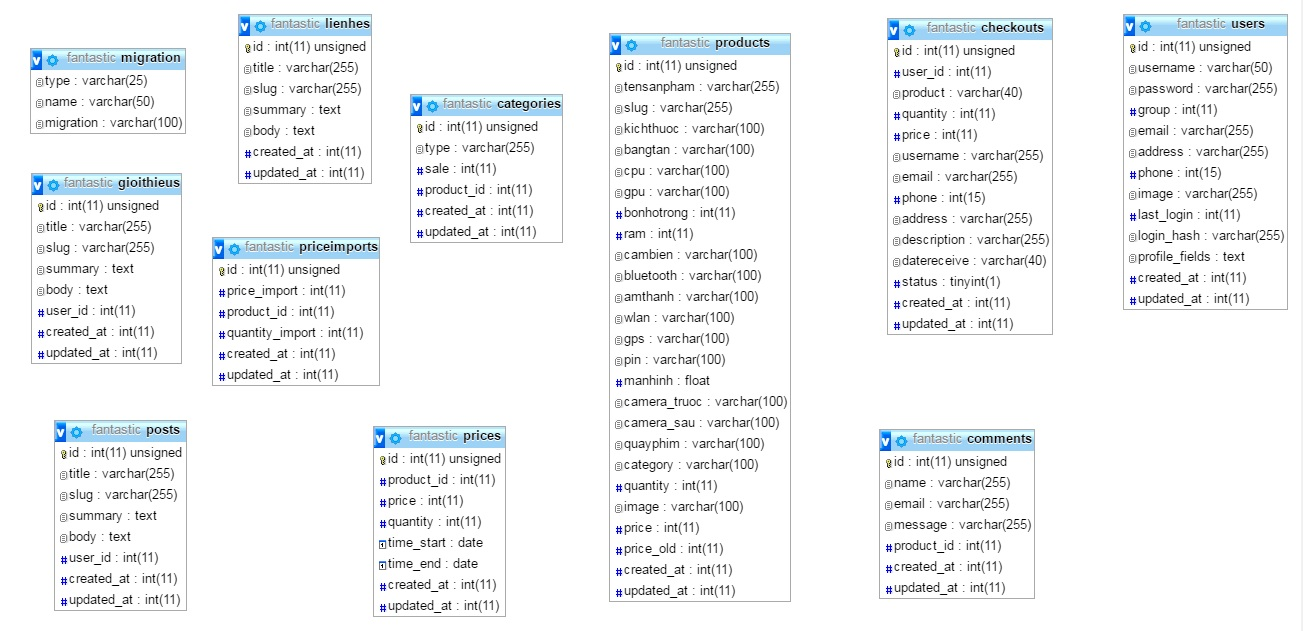 fantastic migration
type : varchar(25)
name : varchar(50)
migration : varchar(100)
fantastic lienhes
id : int(11) unsigned
title : varchar(255)
slug : varchar(255)
summary : text
body : text
created_at : int(11)
updated_at : int(11)
fantastic categories
id : int(11) unsigned
type : varchar(255)
sale : int(11)
product_id : int(11)
created_at : int(11)
updated_at : int(11)
fantastic products
id : int(11) unsigned
tensanpham : varchar(255)
slug : varchar(255)
kichthuoc : varchar(100)
bangtan : varchar(100)
cpu : varchar(100)
gpu : varchar(100)
bonhotrong : int(11)
ram : int(11)
cambien : varchar(100)
bluetooth : varchar(100)
amthanh : varchar(100)
wlan : varchar(100)
gps : varchar(100)
pin : varchar(100)
manhinh : float
camera_truoc : varchar(100)
camera_sau : varchar(100)
quayphim : varchar(100)
category : varchar(100)
quantity : int(11)
image : varchar(100)
price : int(11)
price_old : int(11)
created_at : int(11)
updated_at : int(11)
fantastic checkouts
id : int(11) unsigned
user_id : int(11)
product : varchar(40)
quantity : int(11)
price : int(11)
username : varchar(255)
email : varchar(255)
phone : int(15)
address : varchar(255)
description : varchar(255)
datereceive : varchar(40)
status : tinyint(1)
created_at : int(11)
updated_at : int(11)
fantastic users
id : int(11) unsigned
username : varchar(50)
password : varchar(255)
group : int(11)
email : varchar(255)
address : varchar(255)
phone : int(15)
image : varchar(255)
last_login : int(11)
login_hash : varchar(255)
profile_fields : text
created_at : int(11)
updated_at : int(11)
fantastic gioithieus
id : int(11) unsigned
title : varchar(255)
slug : varchar(255)
summary : text
body : text
user_id : int(11)
created_at : int(11)
updated_at : int(11)
fantastic priceimports
id : int(11) unsigned
price_import : int(11)
product_id : int(11)
quantity_import : int(11)
created_at : int(11)
updated_at : int(11)
fantastic posts
id : int(11) unsigned
title : varchar(255)
slug : varchar(255)
summary : text
body : text
user_id : int(11)
created_at : int(11)
updated_at : int(11)
fantastic prices
id : int(11) unsigned
product_id : int(11)
price : int(11)
quantity : int(11)
time_start : date
time_end : date
created_at : int(11)
updated_at : int(11)
fantastic comments
id : int(11) unsigned
name : varchar(255)
email : varchar(255)
message : varchar(255)
product_id : int(11)
created_at : int(11)
updated_at : int(11)